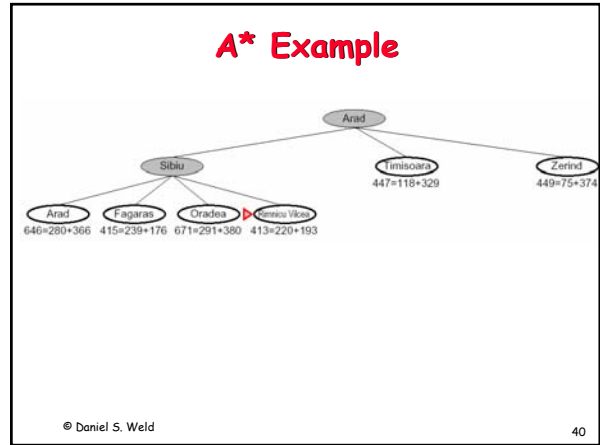 A* Example
Arad
Sibiu Timisoara Zerind
447=118+329 449=75+374
Arad Fagaras Oradea Rimnicu Vilcea
646=280+366 415=239+176 671=291+380 413=220+193
© Daniel S. Weld 40